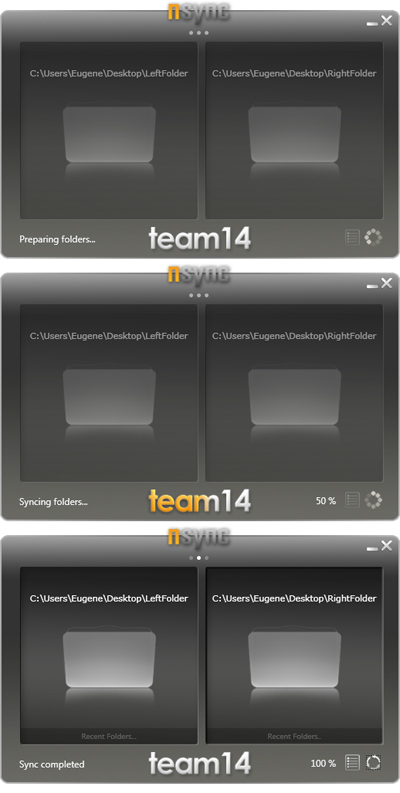 nsync
C:\Users\Eugene\Desktop\LeftFolder C:\Users\Eugene\Desktop\RightFolder
Preparing folders... team14
nsync
C:\Users\Eugene\Desktop\LeftFolder C:\Users\Eugene\Desktop\RightFolder
Syncing folders... team14 50 %
nsync
C:\Users\Eugene\Desktop\LeftFolder C:\Users\Eugene\Desktop\RightFolder
Recent Folders... Recent Folders...
Sync completed team14 100 %